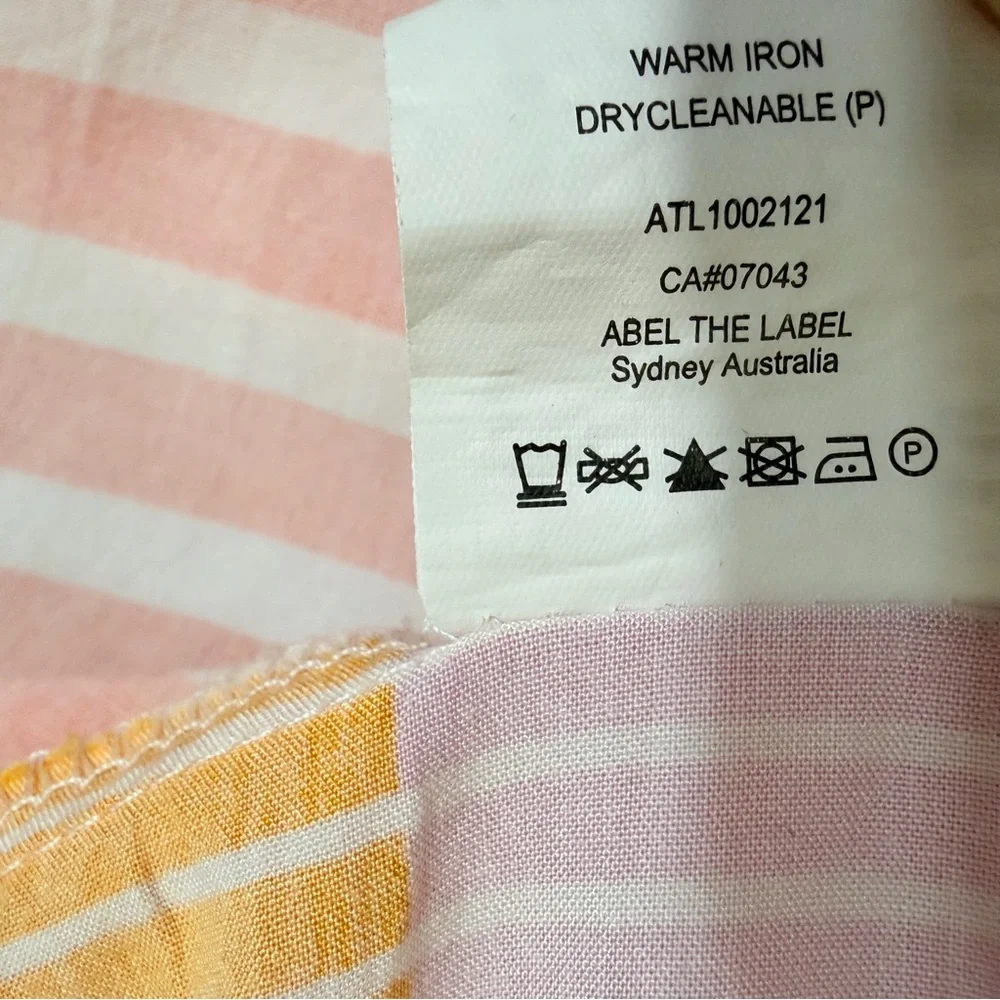 WARM IRON
DRYCLEANABLE (P)
ATL1002121
CA#07043
ABEL THE LABEL
Sydney Australia
P